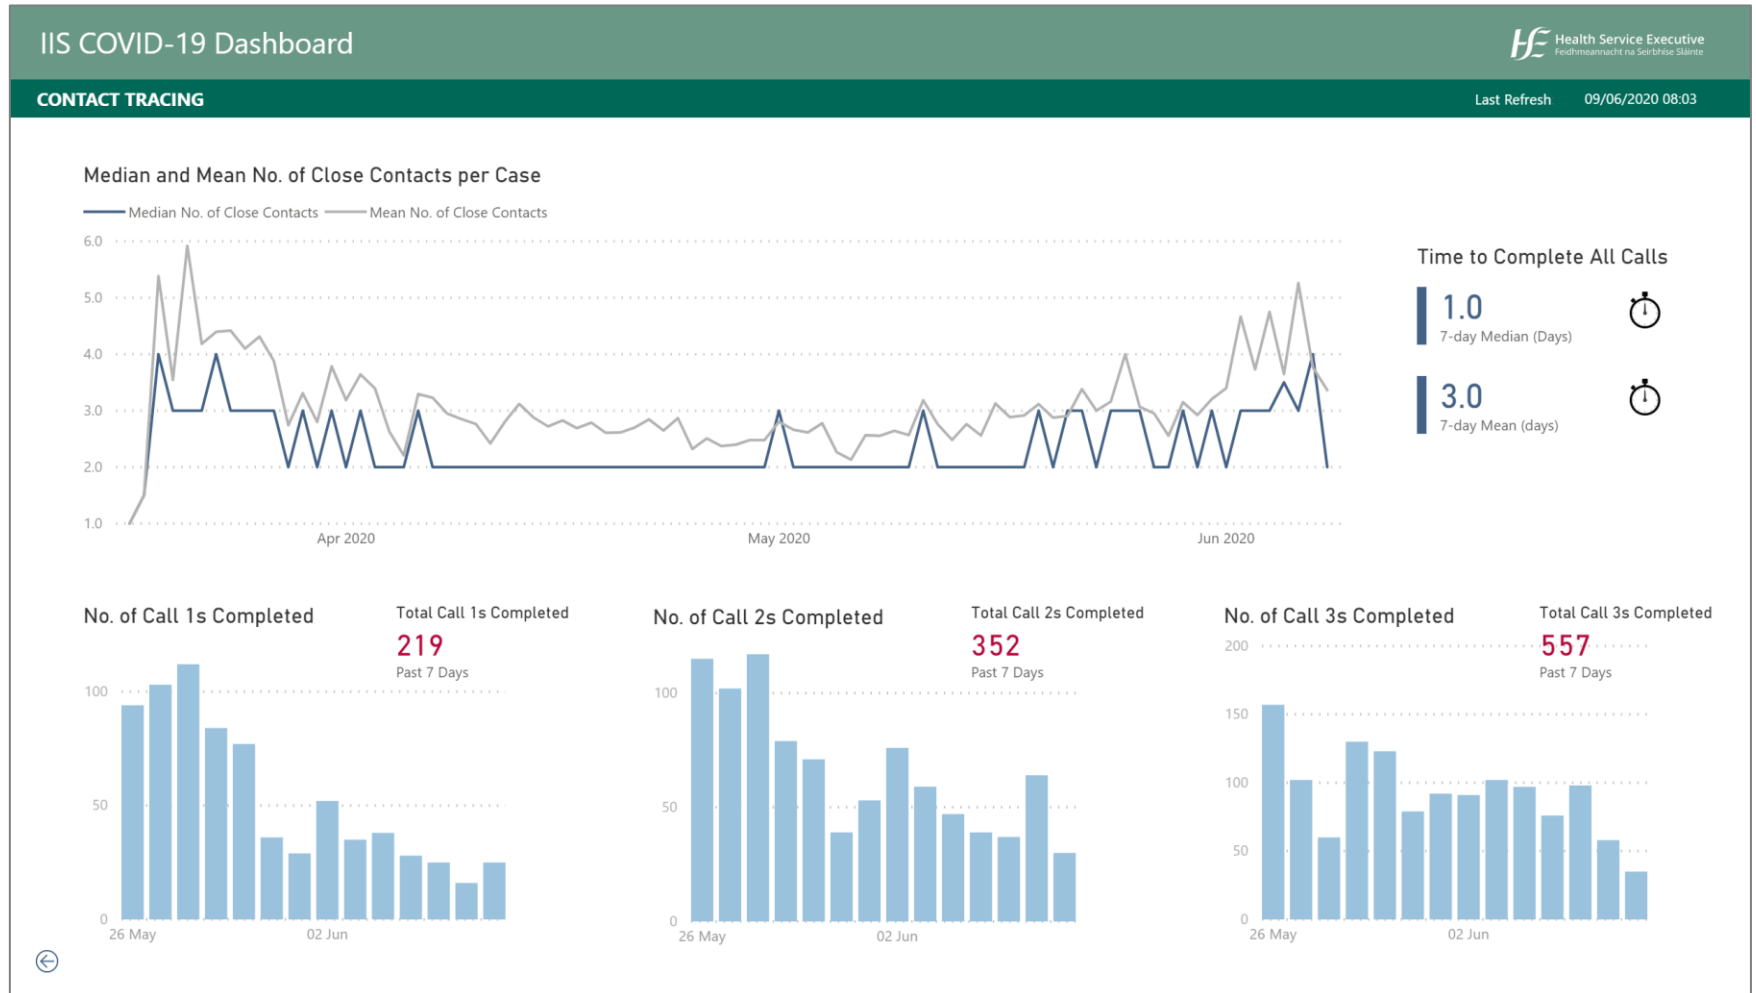 IIS COVID-19 Dashboard
Health Service Executive
Feidhmeannacht na Seirbhíse Sláinte
CONTACT TRACING
Last Refresh 09/06/2020 08:03
Median and Mean No. of Close Contacts per Case
Median No. of Close Contacts Mean No. of Close Contacts
6.0
5.0
4.0
3.0
2.0
1.0
Apr 2020 May 2020 Jun 2020
Time to Complete All Calls
1.0
7-day Median (Days)
3.0
7-day Mean (days)
No. of Call 1s Completed
Total Call 1s Completed
219
Past 7 Days
100
50
0
26 May 02 Jun
No. of Call 2s Completed
Total Call 2s Completed
352
Past 7 Days
100
50
0
26 May 02 Jun
No. of Call 3s Completed
Total Call 3s Completed
557
Past 7 Days
200
150
100
50
0
26 May 02 Jun